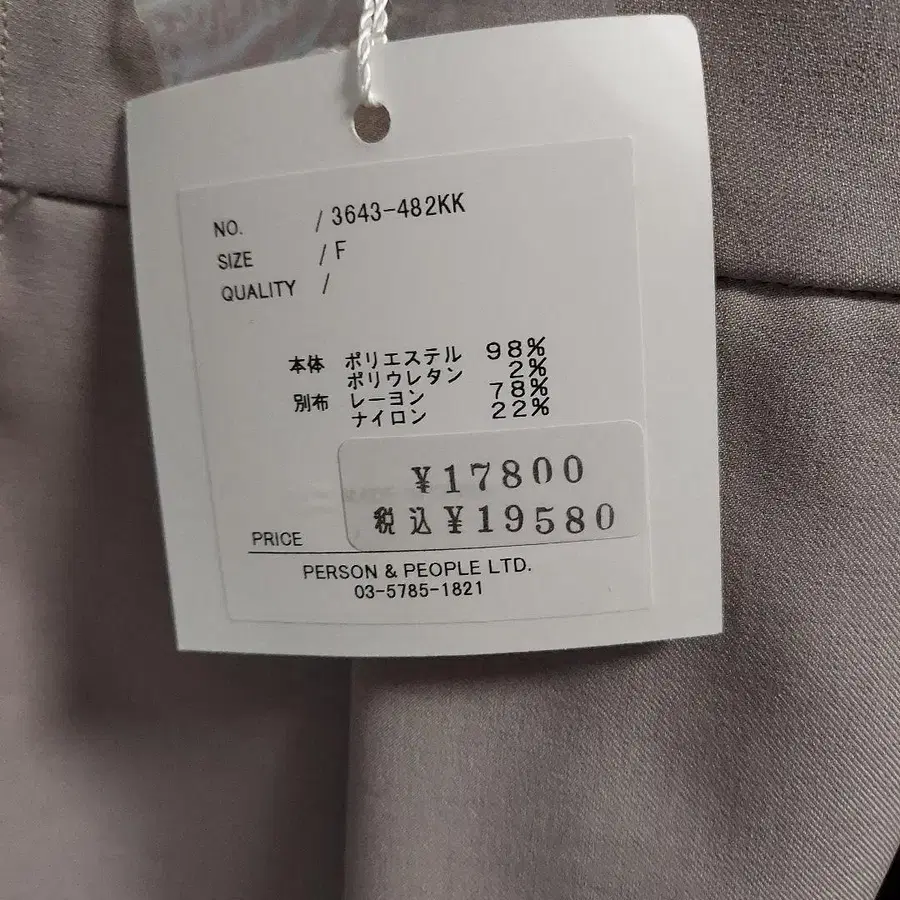 NO. / 3643-482KK
SIZE / F
QUALITY /
本体 ポリエステル 98%
ポリウレタン 2%
別布 レーヨン 78%
ナイロン 22%
¥17800
税込¥19580
PRICE
PERSON & PEOPLE LTD.
03-5785-1821